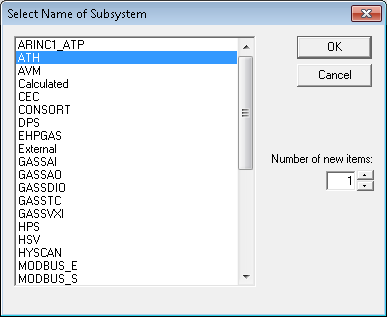 Select Name of Subsystem
ARINC1_ATP
ATH
AVM
Calculated
CEC
CONSORT
DPS
EHPGAS
External
GASSAI
GASSAO
GASSDIO
GASSTC
GASSVXI
HPS
HSV
HYSCAN
MODBUS_E
MODBUS_S
OK
Cancel
Number of new items:
1